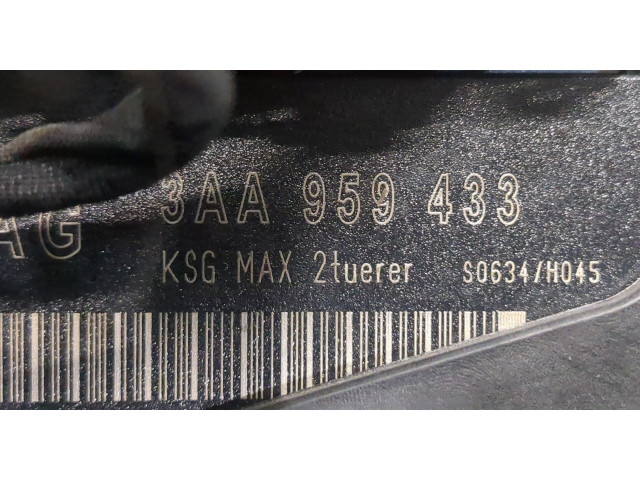 AG 3AA 959 433
KSG MAX 2tuerer S0634/H045